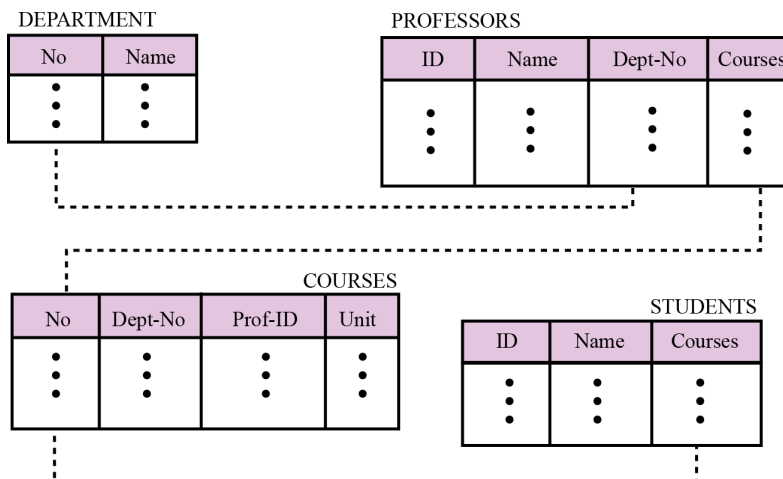 DEPARTMENT
No Name
PROFESSORS
ID Name Dept-No Courses
COURSES
No Dept-No Prof-ID Unit
STUDENTS
ID Name Courses